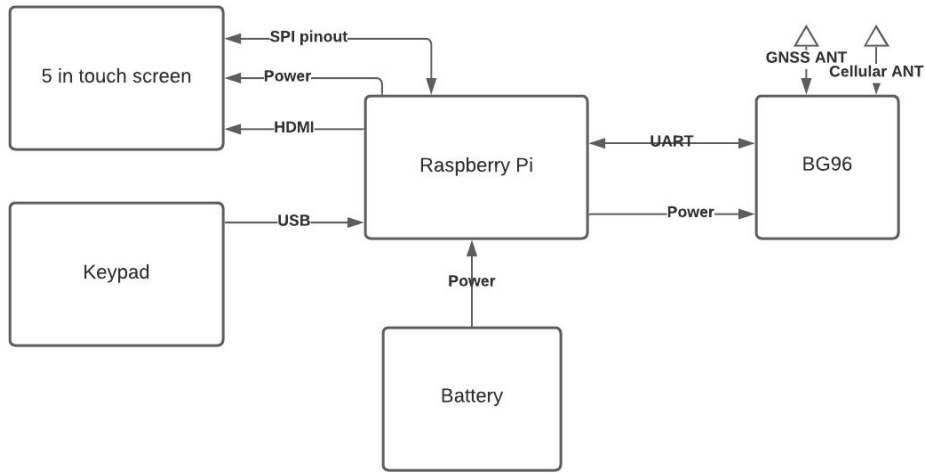 SPI pinout
GNSS ANT
Cellular ANT
5 in touch screen
Power
HDMI
UART
Raspberry Pi
BG96
USB
Power
Keypad
Power
Battery